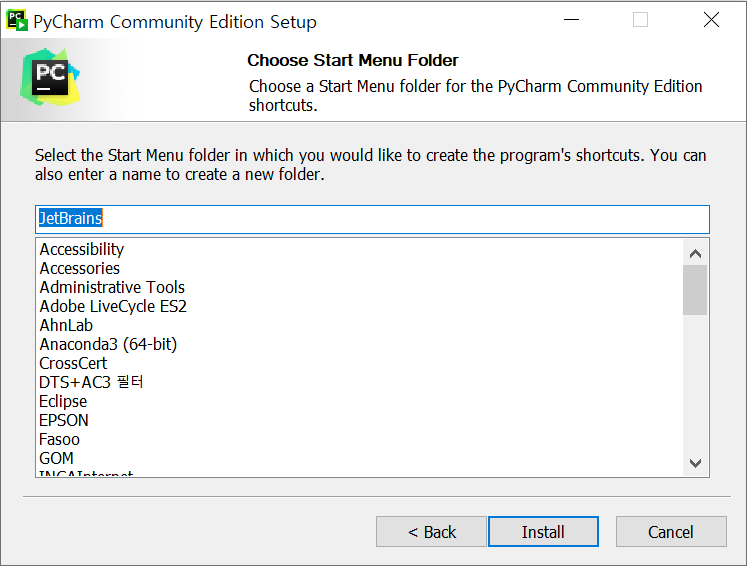 PyCharm Community Edition Setup
PC
Choose Start Menu Folder
Choose a Start Menu folder for the PyCharm Community Edition
shortcuts.
Select the Start Menu folder in which you would like to create the program's shortcuts. You can
also enter a name to create a new folder.
JetBrains
Accessibility
Accessories
Administrative Tools
Adobe LiveCycle ES2
AhnLab
Anaconda3 (64-bit)
CrossCert
DTS+AC3 필터
Eclipse
EPSON
Fasoo
GOM
INCAInternet
< Back
Install
Cancel